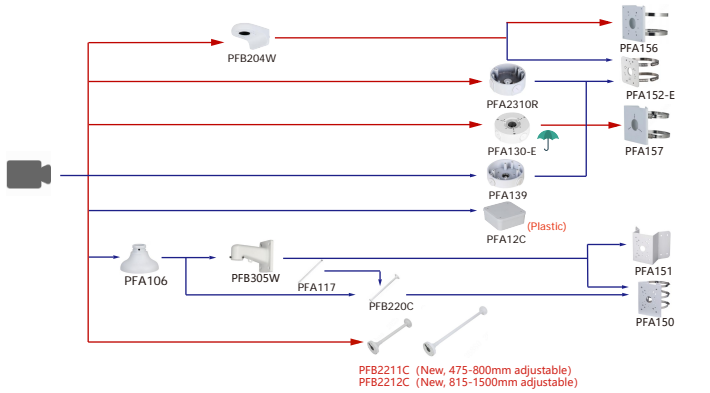 PFB204W
PFA156
PFA152-E
PFA2310R
PFA130-E
PFA157
PFA139
PFA12C
(Plastic)
PFA106
PFB305W
PFA117
PFB220C
PFA151
PFA150
PFB2211C (New, 475-800mm adjustable)
PFB2212C (New, 815-1500mm adjustable)